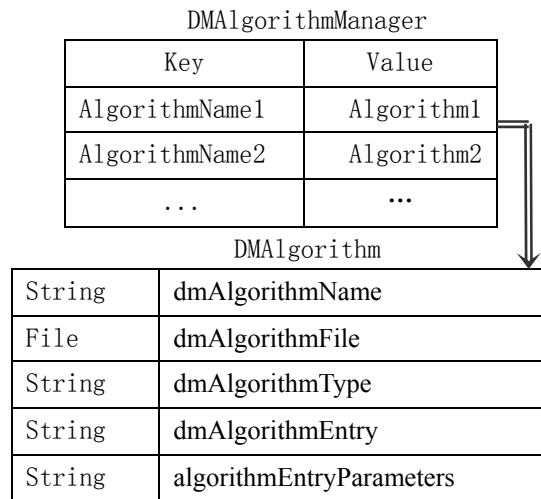 DMAlgorithmManager
Key Value
AlgorithmName1 Algorithm1
AlgorithmName2 Algorithm2
... ...
DMAlgorithm
String dmAlgorithmName
File dmAlgorithmFile
String dmAlgorithmType
String dmAlgorithmEntry
String algorithmEntryParameters